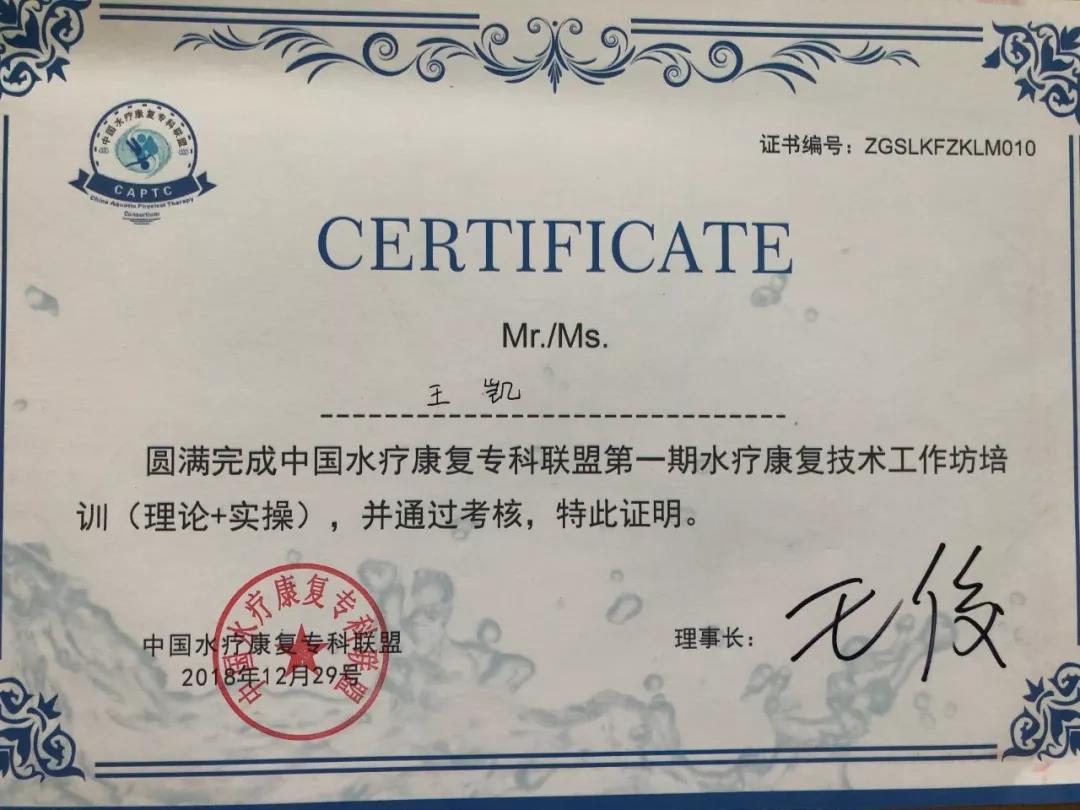 中国水疗康复专科联盟
CAPTC
China Aquatic Physical Therapy
Consortium
证书编号：ZGSLKFZKLM010
CERTIFICATE
Mr./Ms.
王 凯
圆满完成中国水疗康复专科联盟第一期水疗康复技术工作坊培
训（理论+实操），并通过考核，特此证明。
中国水疗康复专科联盟
中国水疗康复专科联盟
2018年12月29号
理事长：